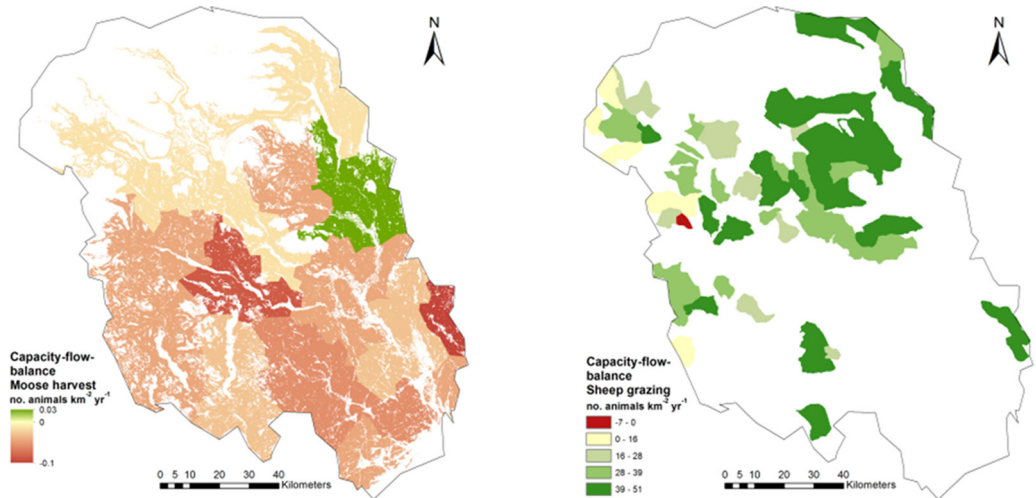 N
Capacity-flow-
balance
Moose harvest
no. animals km-2 yr-1
0.03
0
-0.1
0 5 10 20 30 40
Kilometers
N
Capacity-flow-
balance
Sheep grazing
no. animals km-2 yr-1
-7 - 0
0 - 16
16 - 28
28 - 39
39 - 51
0 5 10 20 30 40
Kilometers